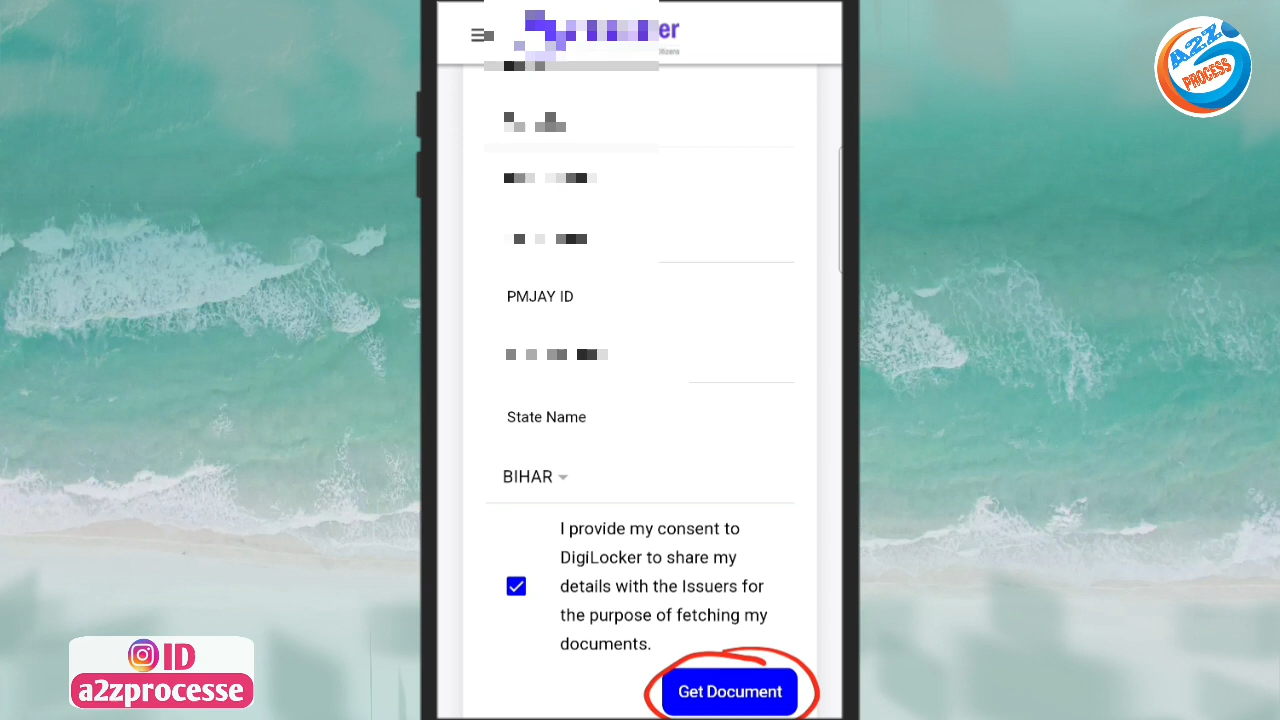 A2Z
PROCESS
PMJAY ID
State Name
BIHAR
I provide my consent to
DigiLocker to share my
details with the Issuers for
the purpose of fetching my
documents.
Get Document
ID
a2zprocesse